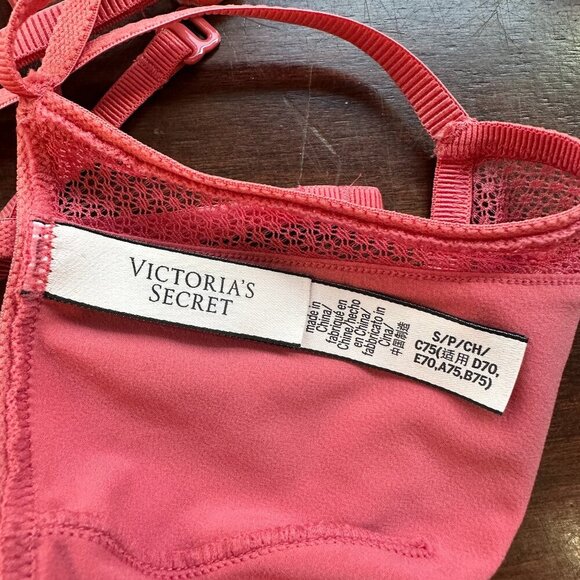 VICTORIA'S
SECRET
made in
China/
fabriqué en
Chine/hecho
en China/
fabbricato in
Cina/
中国制造
S/P/CH/
C75(适用 D70,
E70,A75,B75)